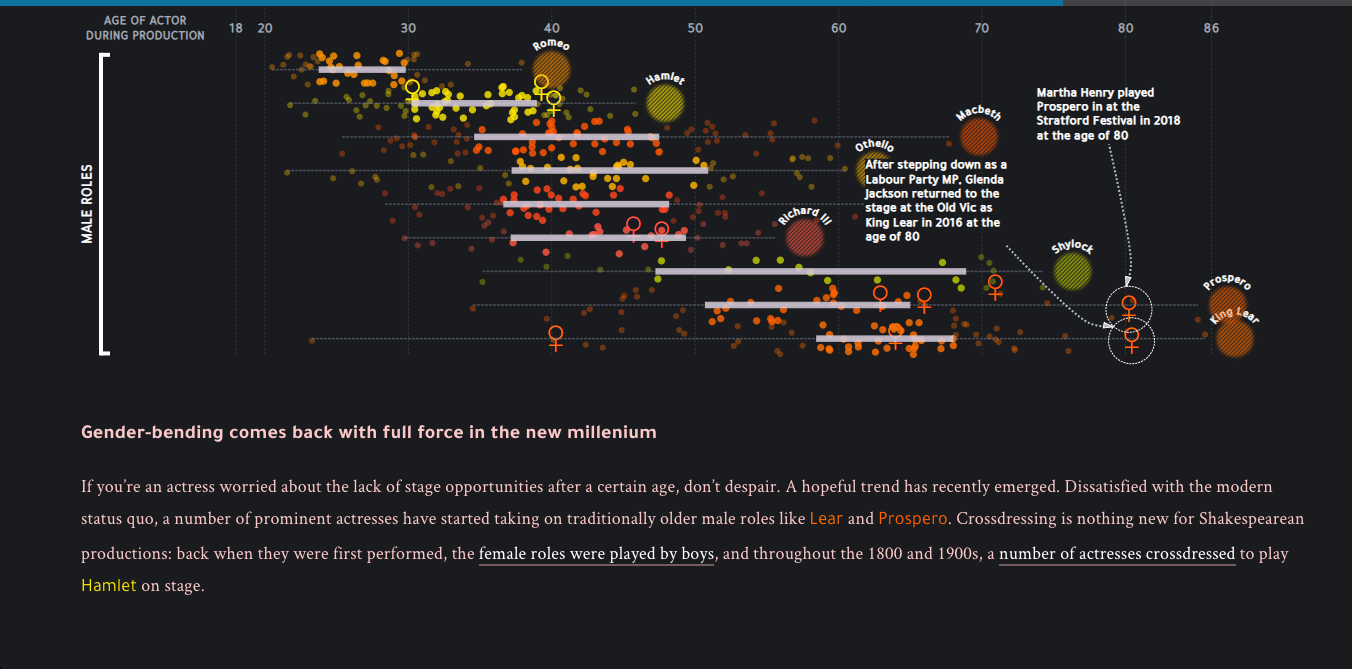 AGE OF ACTOR
DURING PRODUCTION
18 20 30 40 50 60 70 80 86
MALE ROLES
Romeo
Hamlet
Macbeth
Othello
Richard III
Shylock
Prospero
King Lear
Martha Henry played
Prospero in at the
Stratford Festival in 2018
at the age of 80
After stepping down as a
Labour Party MP, Glenda
Jackson returned to the
stage at the Old Vic as
King Lear in 2016 at the
age of 80
Gender-bending comes back with full force in the new millenium
If you’re an actress worried about the lack of stage opportunities after a certain age, don’t despair. A hopeful trend has recently emerged. Dissatisfied with the modern
status quo, a number of prominent actresses have started taking on traditionally older male roles like Lear and Prospero. Crossdressing is nothing new for Shakespearean
productions: back when they were first performed, the female roles were played by boys, and throughout the 1800 and 1900s, a number of actresses crossdressed to play
Hamlet on stage.